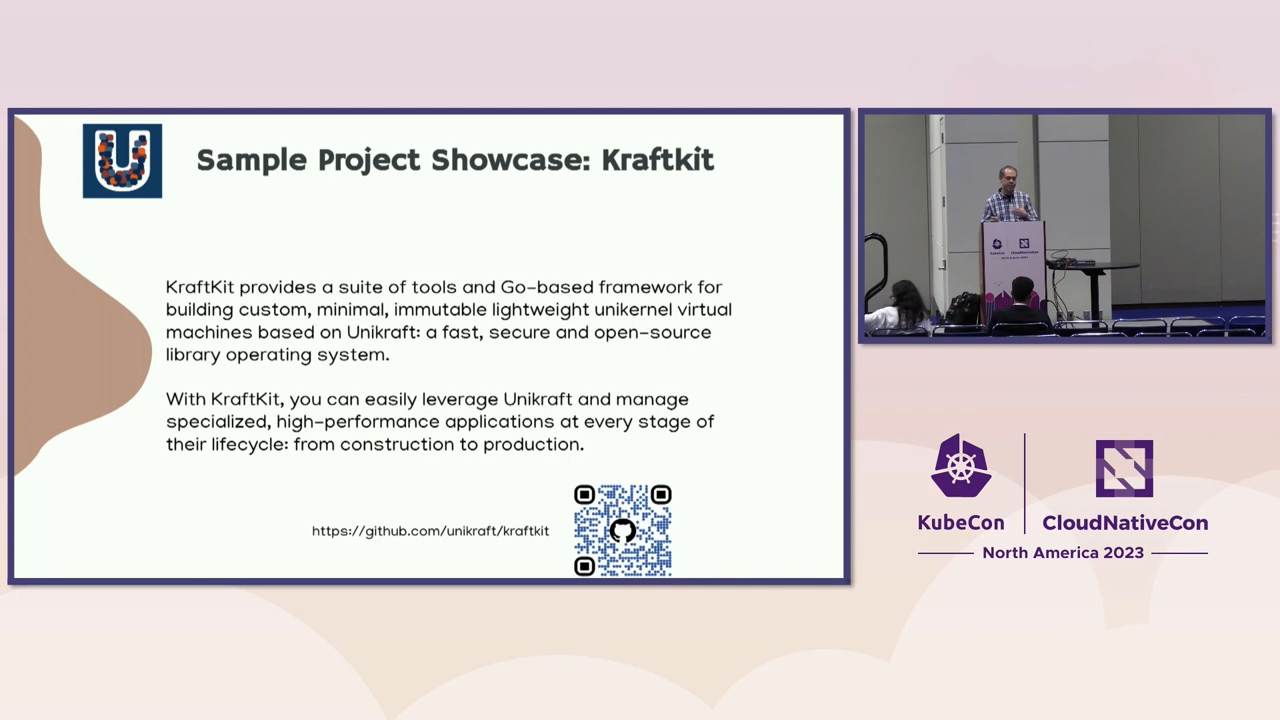 Sample Project Showcase: Kraftkit
KraftKit provides a suite of tools and Go-based framework for
building custom, minimal, immutable lightweight unikernel virtual
machines based on Unikraft: a fast, secure and open-source
library operating system.
With KraftKit, you can easily leverage Unikraft and manage
specialized, high-performance applications at every stage of
their lifecycle: from construction to production.
https://github.com/unikraft/kraftkit
KubeCon
CloudNativeCon
North America 2023